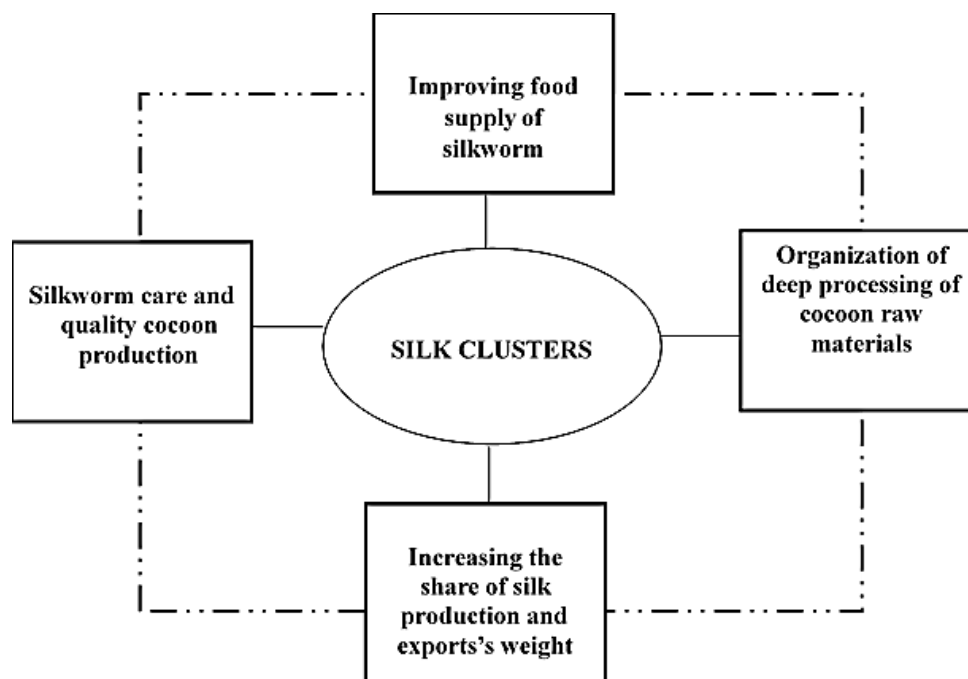 Improving food
supply of
silkworm
Silkworm care and
quality cocoon
production
SILK CLUSTERS
Organization of
deep processing of
cocoon raw
materials
Increasing the
share of silk
production and
exports's weight